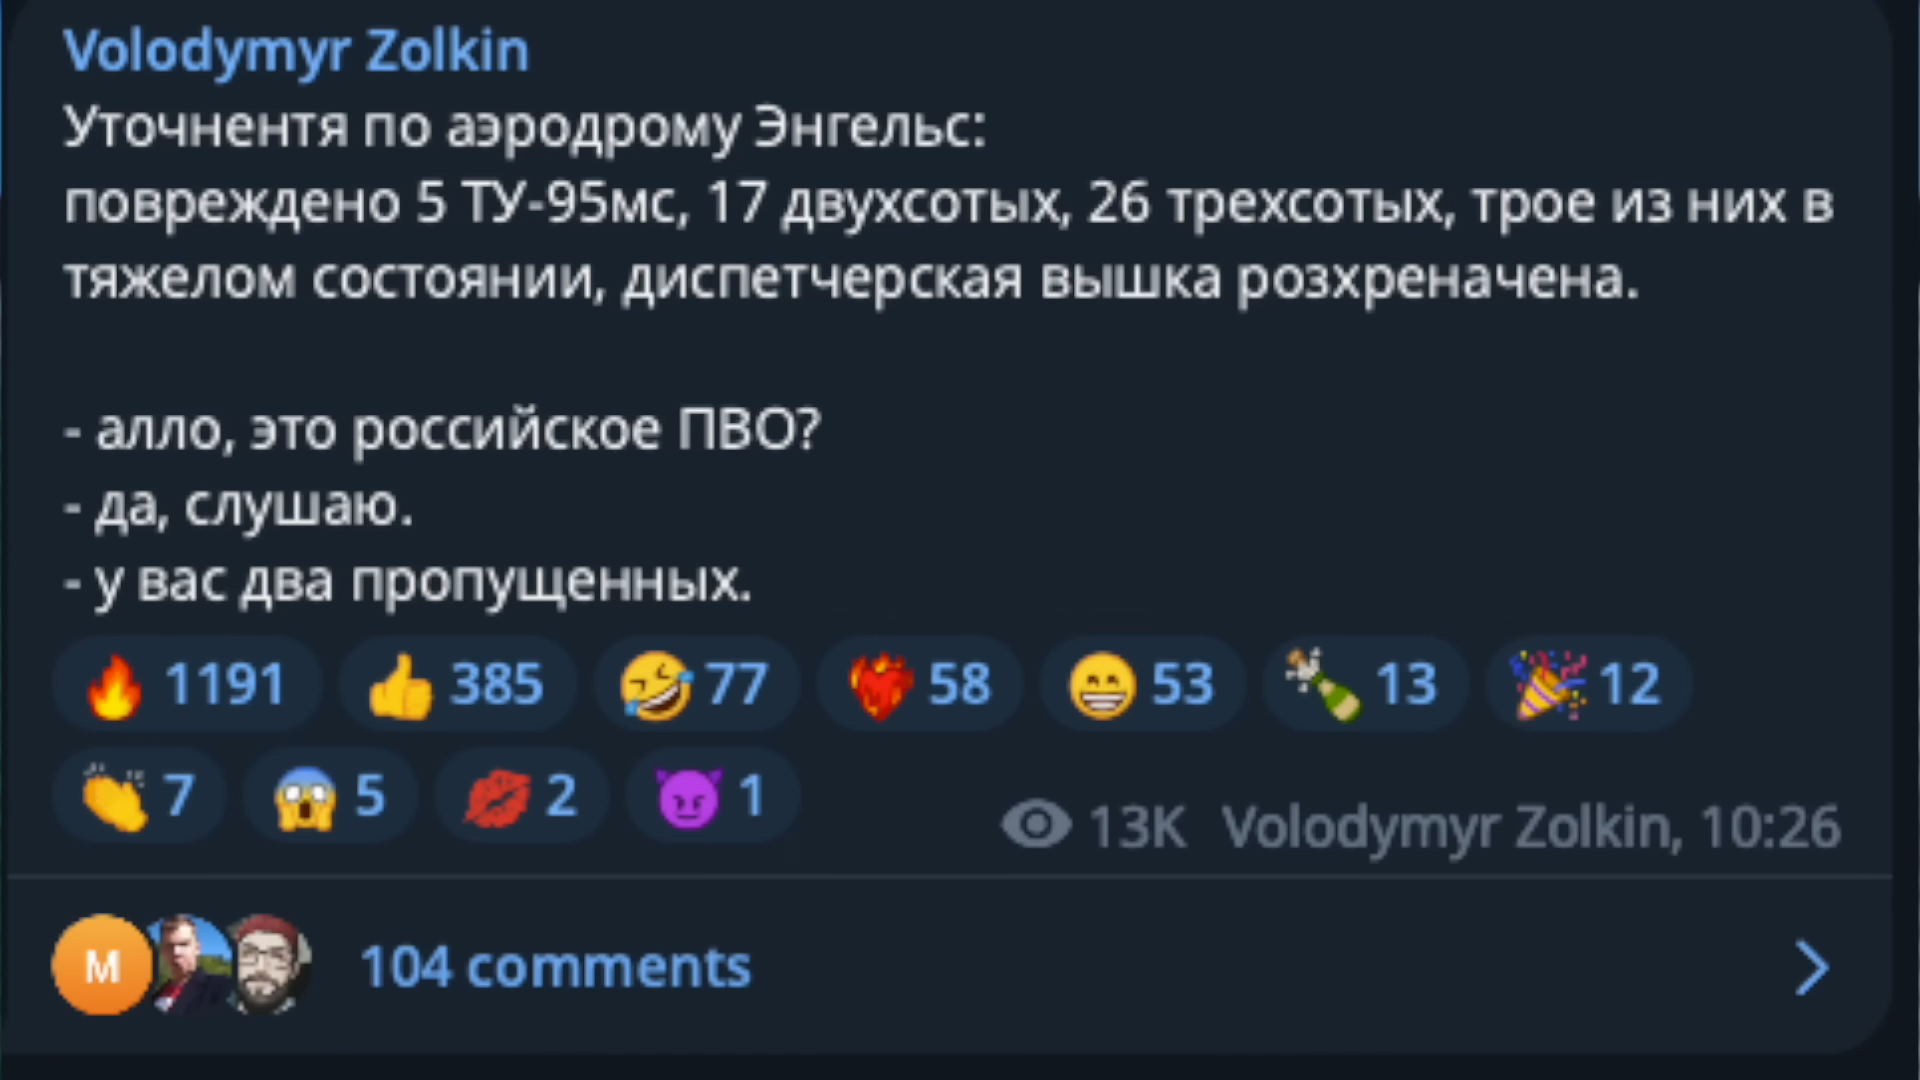 Volodymyr Zolkin
Уточнентя по аэродрому Энгельс:
повреждено 5 ТУ-95мс, 17 двухсотых, 26 трехсотых, трое из них в
тяжелом состоянии, диспетчерская вышка розхреначена.
- алло, это российское ПВО?
- да, слушаю.
- у вас два пропущенных.
1191 385 77 58 53 13 12
7 5 2 1 13K Volodymyr Zolkin, 10:26
M 104 comments